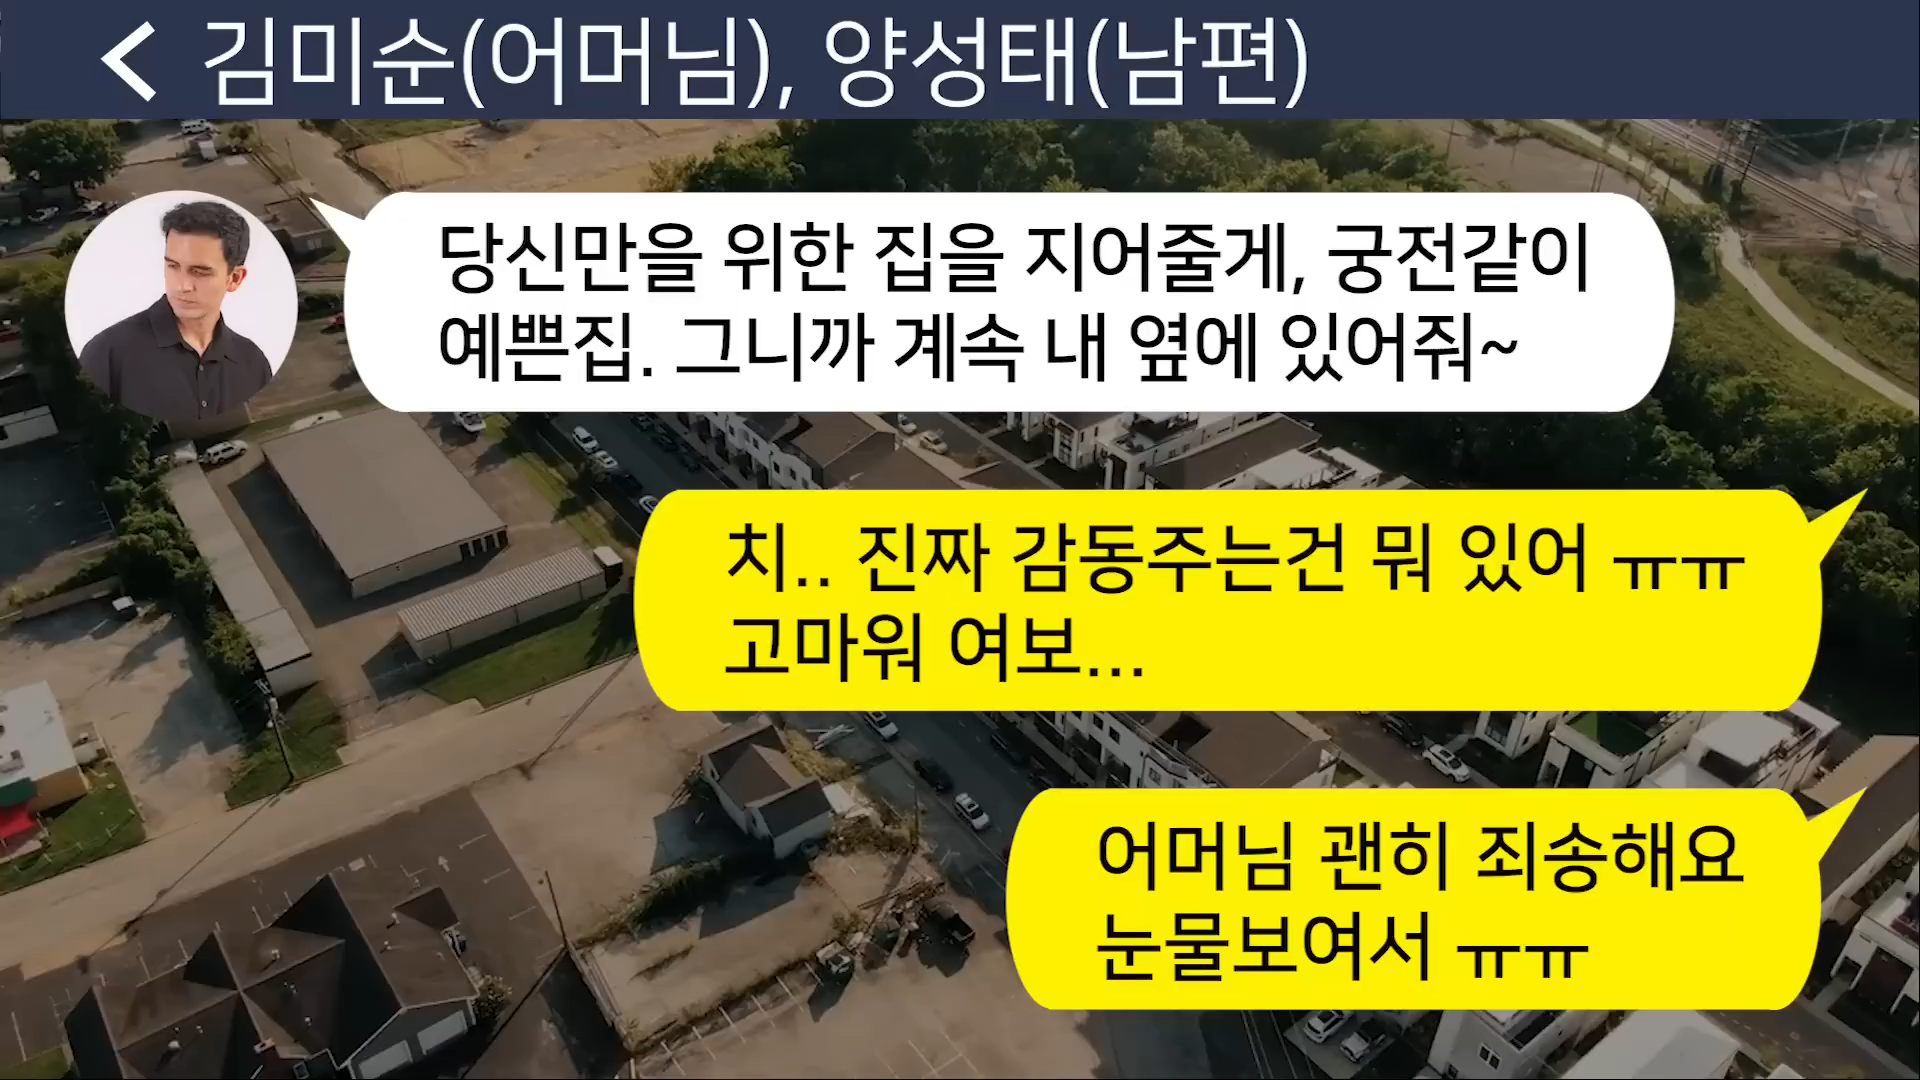 김미순(어머님), 양성태(남편)
당신만을 위한 집을 지어줄게, 궁전같이
예쁜집. 그니까 계속 내 옆에 있어줘~
치.. 진짜 감동주는건 뭐 있어 ㅠㅠ
고마워 여보...
어머님 괜히 죄송해요
눈물보여서 ㅠㅠ